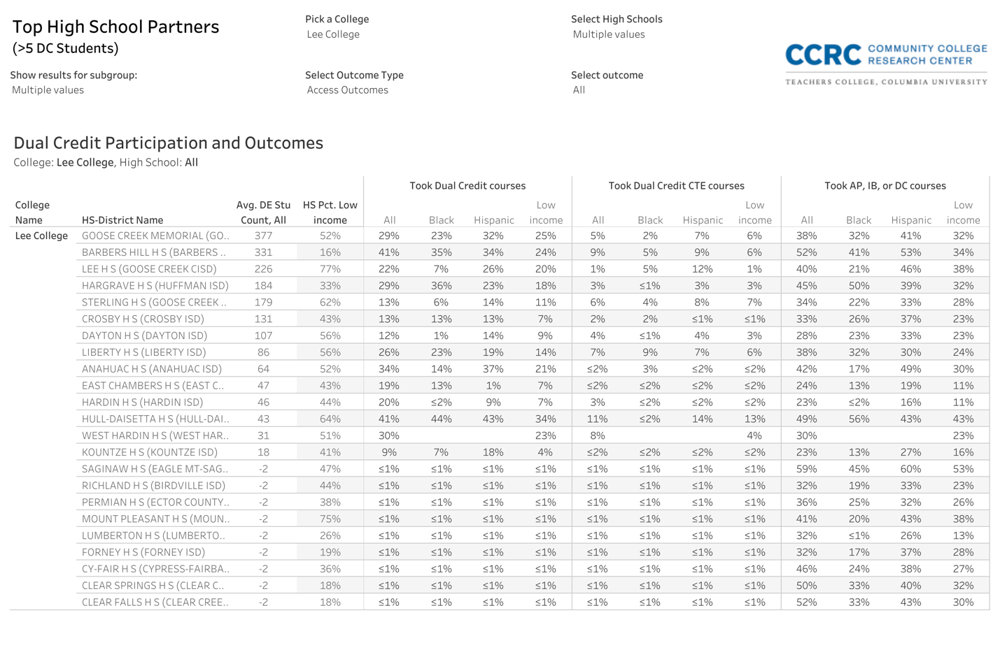 Top High School Partners
(>5 DC Students)
Pick a College
Lee College
Select High Schools
Multiple values
CCRC COMMUNITY COLLEGE RESEARCH CENTER
TEACHERS COLLEGE, COLUMBIA UNIVERSITY
Show results for subgroup:
Multiple values
Select Outcome Type
Access Outcomes
Select outcome
All
Dual Credit Participation and Outcomes
College: Lee College, High School: All
Took Dual Credit courses Took Dual Credit CTE courses Took AP, IB, or DC courses
College Avg. DE Stu HS Pct. Low Low Low Low
Name HS-District Name Count, All income All Black Hispanic income All Black Hispanic income All Black Hispanic income
Lee College GOOSE CREEK MEMORIAL (GO.. 377 52% 29% 23% 32% 25% 5% 2% 7% 6% 38% 32% 41% 32%
BARBERS HILL H S (BARBERS .. 331 16% 41% 35% 34% 24% 9% 5% 9% 6% 52% 41% 53% 34%
LEE H S (GOOSE CREEK CISD) 226 77% 22% 7% 26% 20% 1% 5% 12% 1% 40% 21% 46% 38%
HARGRAVE H S (HUFFMAN ISD) 184 33% 29% 36% 23% 18% 3% ≤1% 3% 3% 45% 50% 39% 32%
STERLING H S (GOOSE CREEK .. 179 62% 13% 6% 14% 11% 6% 4% 8% 7% 34% 22% 33% 28%
CROSBY H S (CROSBY ISD) 131 43% 13% 13% 13% 7% 2% 2% ≤1% ≤1% 33% 26% 37% 23%
DAYTON H S (DAYTON ISD) 107 56% 12% 1% 14% 9% 4% ≤1% 4% 3% 28% 23% 33% 23%
LIBERTY H S (LIBERTY ISD) 86 56% 26% 23% 19% 14% 7% 9% 7% 6% 38% 32% 30% 24%
ANAHUAC H S (ANAHUAC ISD) 64 52% 34% 14% 37% 21% ≤2% 3% ≤2% ≤2% 42% 17% 49% 30%
EAST CHAMBERS H S (EAST C.. 47 43% 19% 13% 1% 7% ≤2% ≤2% ≤2% ≤2% 24% 13% 19% 11%
HARDIN H S (HARDIN ISD) 46 44% 20% ≤2% 9% 7% 3% ≤2% ≤2% ≤2% 23% ≤2% 16% 11%
HULL-DAISETTA H S (HULL-DAI.. 43 64% 41% 44% 43% 34% 11% ≤2% 14% 13% 49% 56% 43% 43%
WEST HARDIN H S (WEST HAR.. 31 51% 30% 23% 8% 4% 30% 23%
KOUNTZE H S (KOUNTZE ISD) 18 41% 9% 7% 18% 4% ≤2% ≤2% ≤2% ≤2% 23% 13% 27% 16%
SAGINAW H S (EAGLE MT-SAG.. -2 47% ≤1% ≤1% ≤1% ≤1% ≤1% ≤1% ≤1% ≤1% 59% 45% 60% 53%
RICHLAND H S (BIRDVILLE ISD) -2 44% ≤1% ≤1% ≤1% ≤1% ≤1% ≤1% ≤1% ≤1% 32% 19% 33% 23%
PERMIAN H S (ECTOR COUNTY.. -2 38% ≤1% ≤1% ≤1% ≤1% ≤1% ≤1% ≤1% ≤1% 36% 25% 32% 26%
MOUNT PLEASANT H S (MOUN.. -2 75% ≤1% ≤1% ≤1% ≤1% ≤1% ≤1% ≤1% ≤1% 41% 20% 43% 38%
LUMBERTON H S (LUMBERTO.. -2 26% ≤1% ≤1% ≤1% ≤1% ≤1% ≤1% ≤1% ≤1% 32% ≤1% 26% 13%
FORNEY H S (FORNEY ISD) -2 19% ≤1% ≤1% ≤1% ≤1% ≤1% ≤1% ≤1% ≤1% 32% 17% 37% 28%
CY-FAIR H S (CYPRESS-FAIRBA.. -2 36% ≤1% ≤1% ≤1% ≤1% ≤1% ≤1% ≤1% ≤1% 46% 24% 38% 27%
CLEAR SPRINGS H S (CLEAR C.. -2 18% ≤1% ≤1% ≤1% ≤1% ≤1% ≤1% ≤1% ≤1% 50% 33% 40% 32%
CLEAR FALLS H S (CLEAR CREE.. -2 18% ≤1% ≤1% ≤1% ≤1% ≤1% ≤1% ≤1% ≤1% 52% 33% 43% 30%